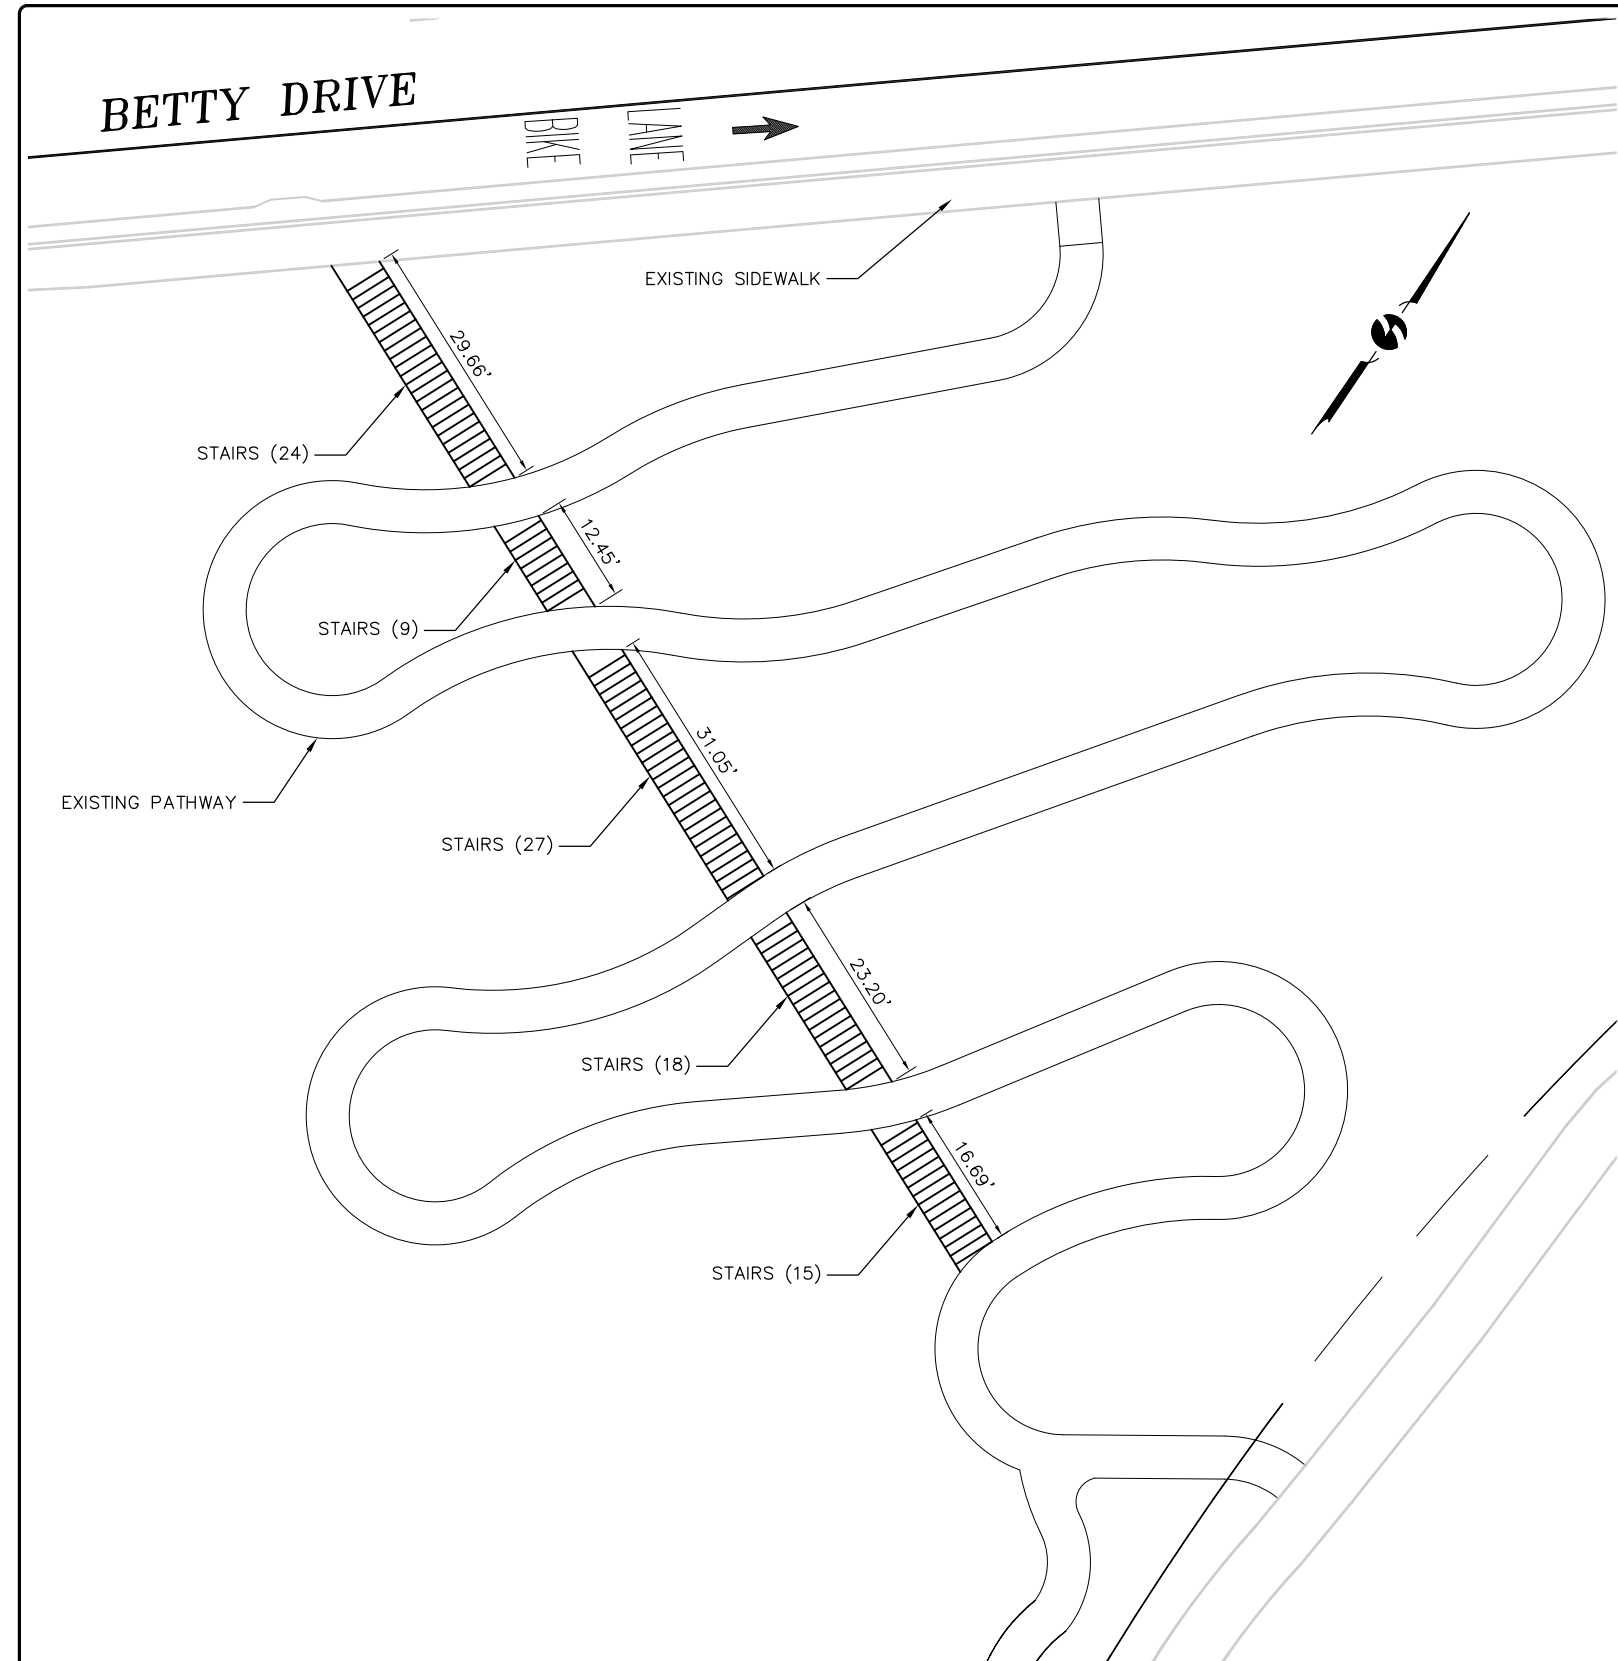 BETTY DRIVE
BIKE
LANE
EXISTING SIDEWALK
29.66'
STAIRS (24)
12.45'
STAIRS (9)
31.05'
EXISTING PATHWAY
STAIRS (27)
23.20'
STAIRS (18)
16.69'
STAIRS (15)